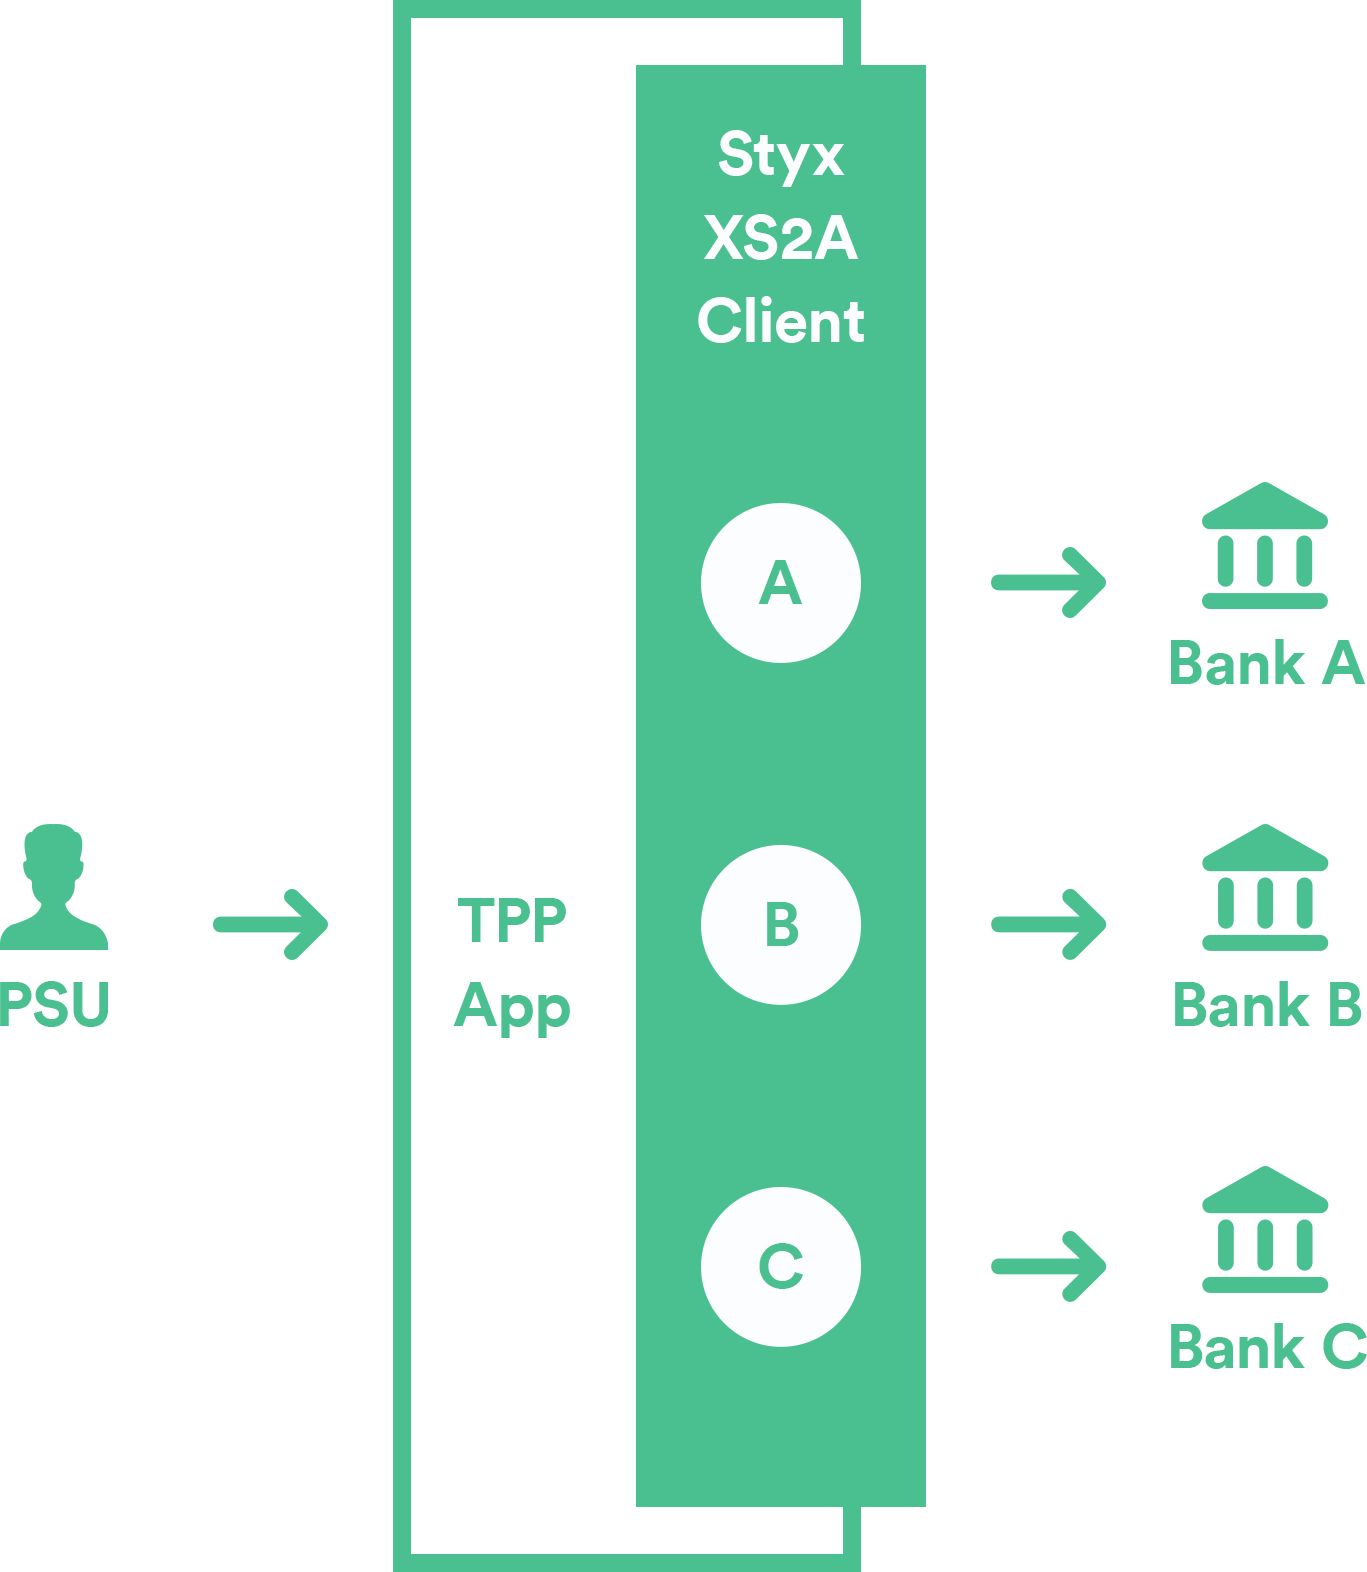 Styx
XS2A
Client
A
Bank A
PSU
TPP
App
B
Bank B
C
Bank C